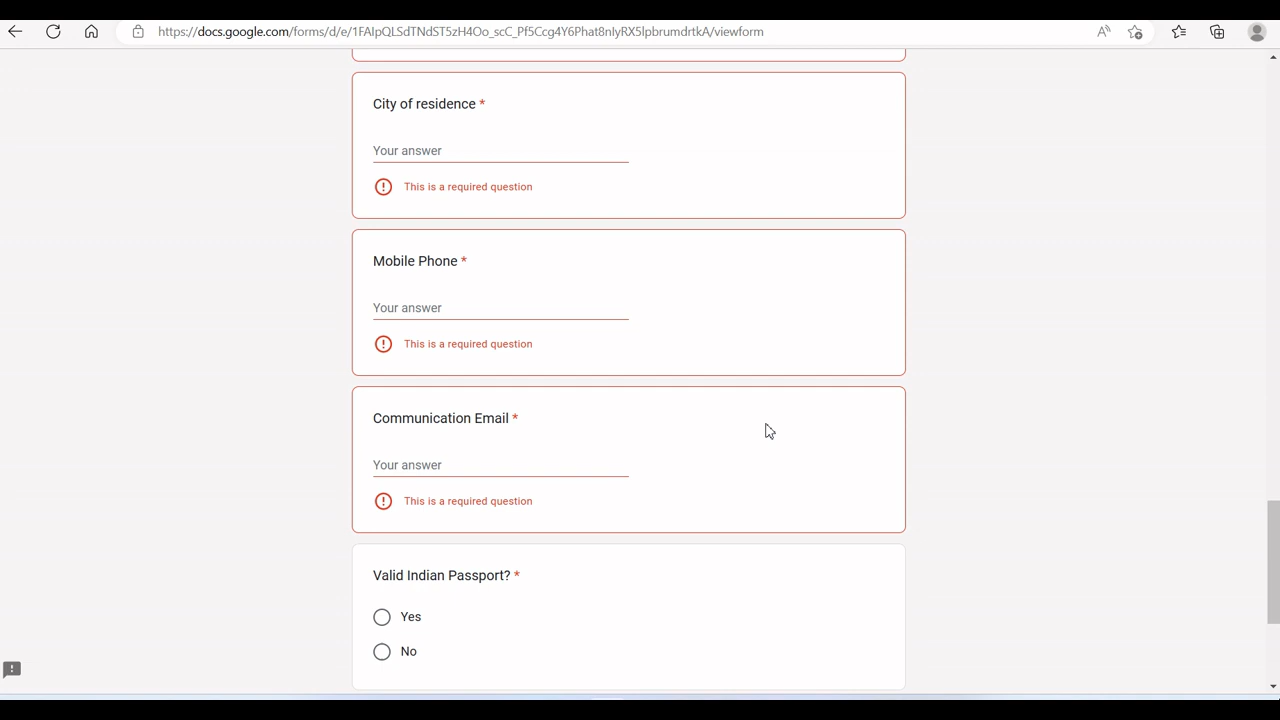 https://docs.google.com/forms/d/e/1FAIpQLSdTNdST5zH4Oo_scC_Pf5Ccg4Y6Phat8nIyRX5lpbrumdrtkA/viewform
City of residence *
Your answer
This is a required question
Mobile Phone *
Your answer
This is a required question
Communication Email *
Your answer
This is a required question
Valid Indian Passport? *
Yes
No